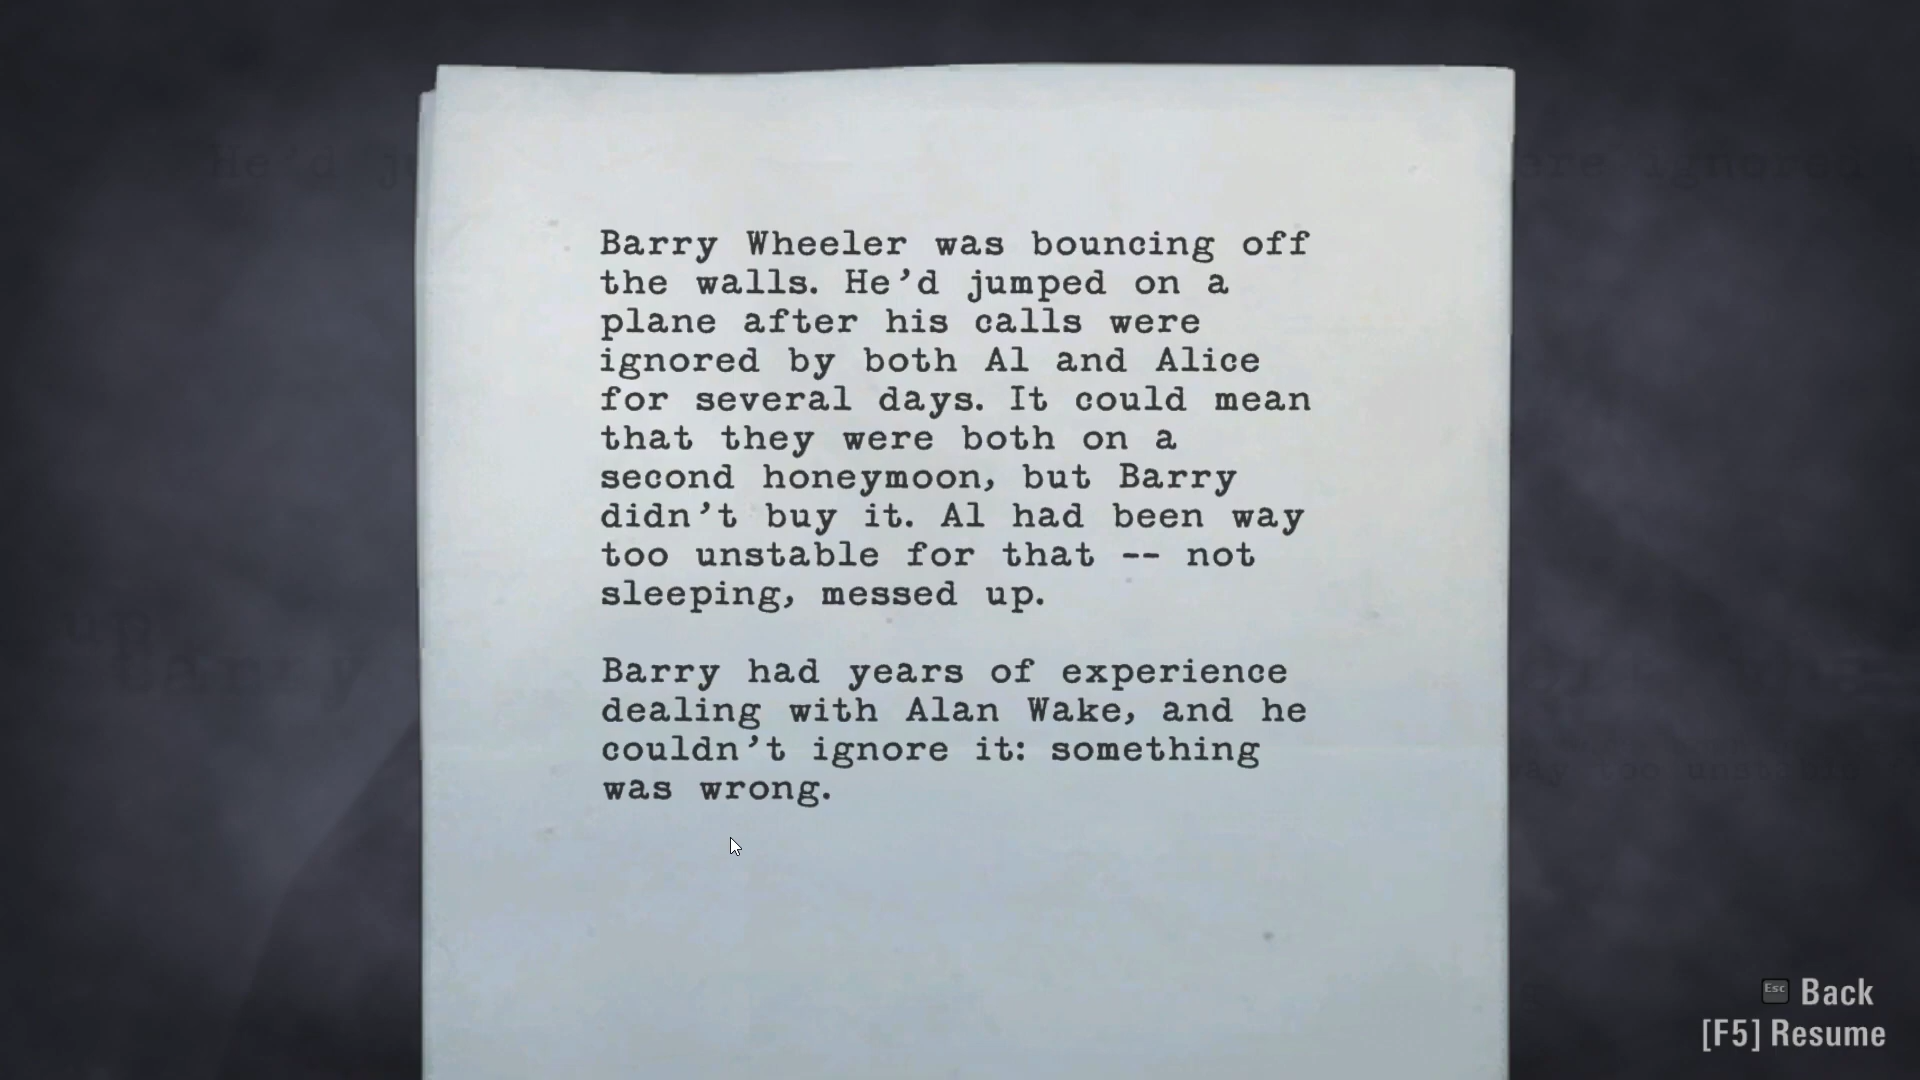 Barry Wheeler was bouncing off
the walls. He’d jumped on a
plane after his calls were
ignored by both Al and Alice
for several days. It could mean
that they were both on a
second honeymoon, but Barry
didn’t buy it. Al had been way
too unstable for that -- not
sleeping, messed up.
Barry had years of experience
dealing with Alan Wake, and he
couldn’t ignore it: something
was wrong.
Esc Back
[F5] Resume